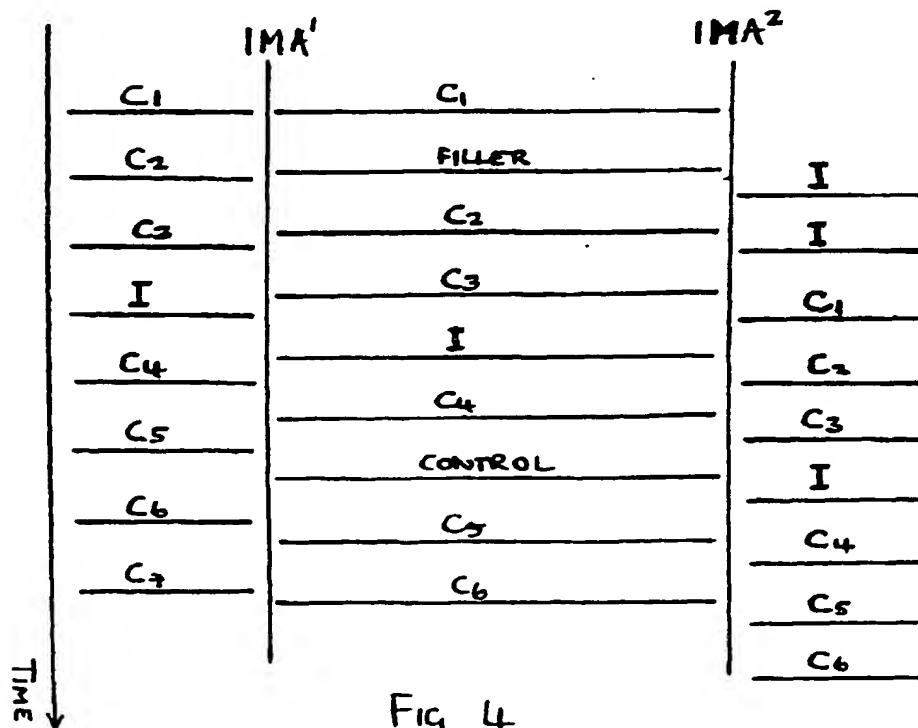 IMA¹ IMA²
C1 C1
C2 FILLER
I
C3 C2 I
I C3 C1
I
C4 C2
C4 C3
C5 CONTROL I
C6 C5 C4
C7 C6 C5
C6
TIME
FIG 4